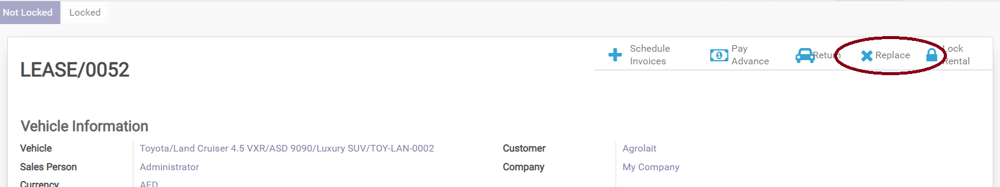 Not Locked Locked
Schedule Invoices
Pay Advance
Return
Replace
Lock Rental
LEASE/0052
Vehicle Information
Vehicle Toyota/Land Cruiser 4.5 VXR/ASD 9090/Luxury SUV/TOY-LAN-0002 Customer Agrolait
Sales Person Administrator Company My Company
Currency AED